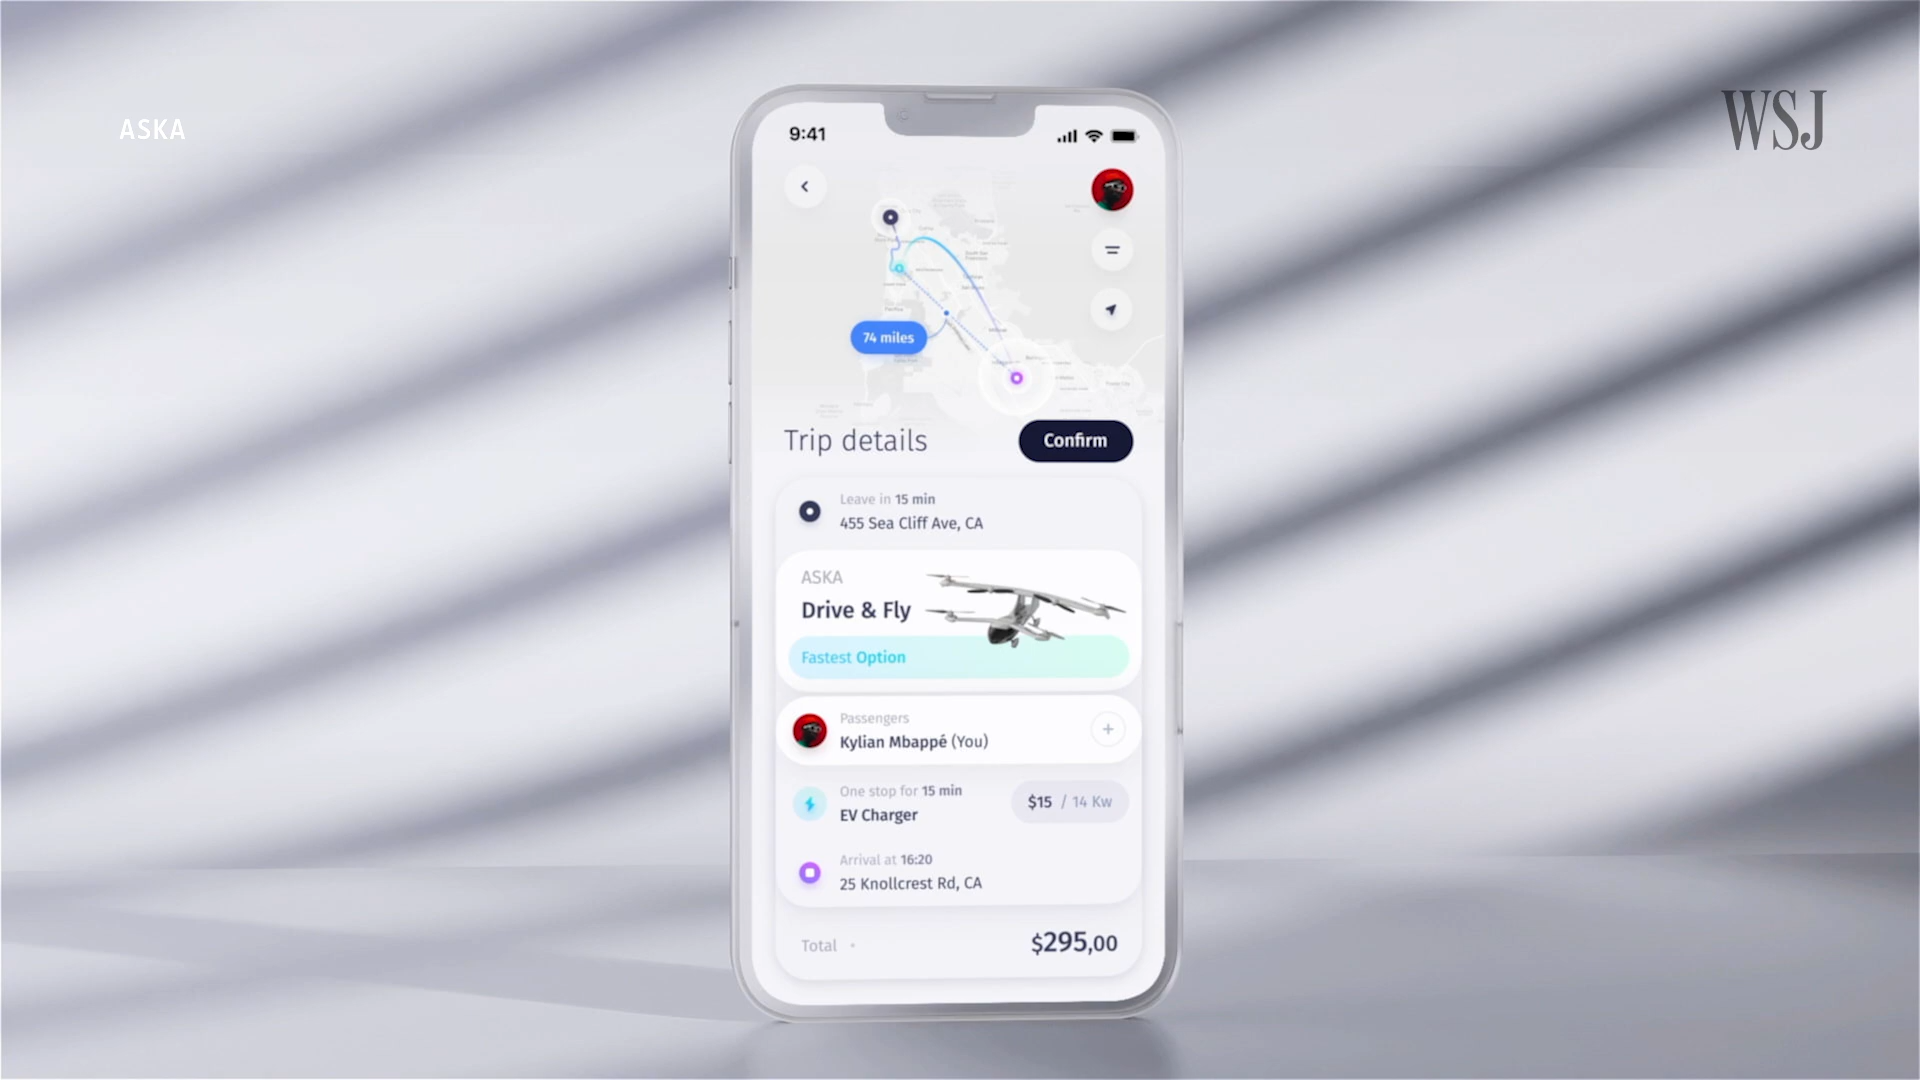 ASKA
WSJ
9:41
74 miles
Trip details
Confirm
Leave in 15 min
455 Sea Cliff Ave, CA
ASKA
Drive & Fly
Fastest Option
Passengers
Kylian Mbappé (You)
One stop for 15 min
EV Charger
$15 / 14 Kw
Arrival at 16:20
25 Knollcrest Rd, CA
Total
$295,00